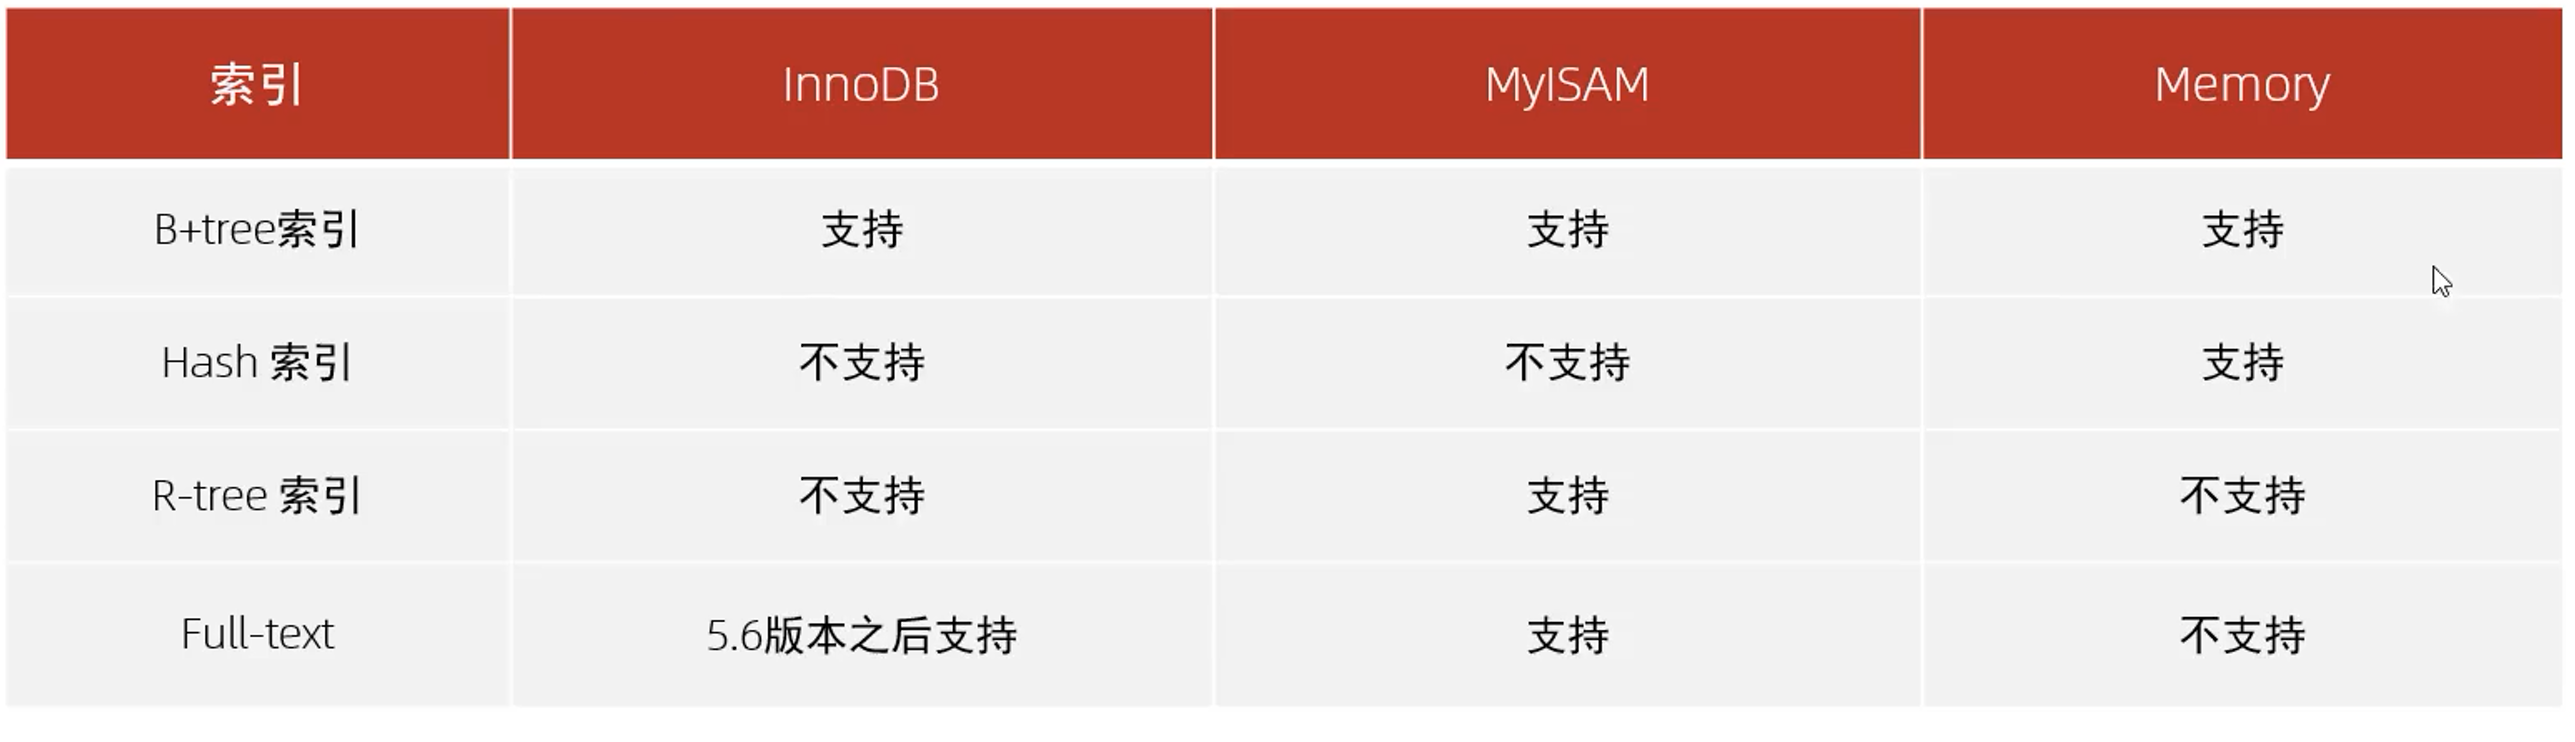 索引 InnoDB MyISAM Memory
B+tree索引 支持 支持 支持
Hash 索引 不支持 不支持 支持
R-tree 索引 不支持 支持 不支持
Full-text 5.6版本之后支持 支持 不支持